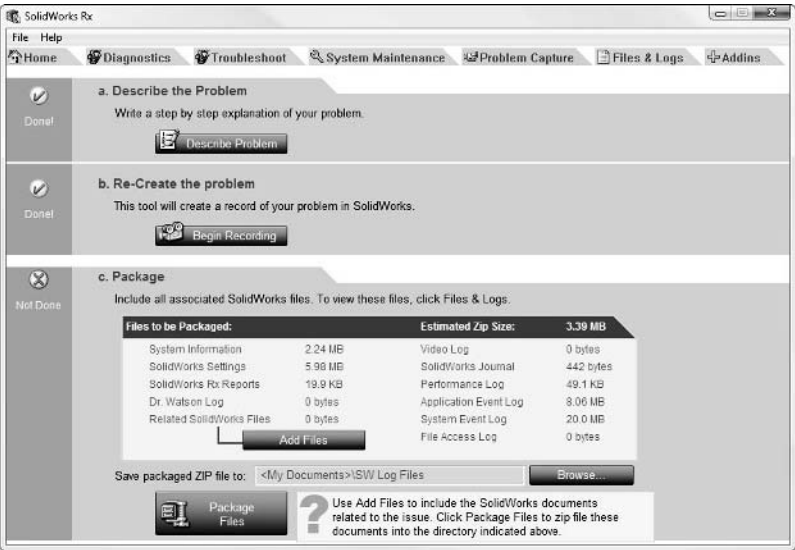 SolidWorks Rx
File Help
Home Diagnostics Troubleshoot System Maintenance Problem Capture Files & Logs Addins
a. Describe the Problem
Done!
Write a step by step explanation of your problem.
Describe Problem
b. Re-Create the problem
Done!
This tool will create a record of your problem in SolidWorks.
Begin Recording
c. Package
Not Done
Include all associated SolidWorks files. To view these files, click Files & Logs.
Files to be Packaged: Estimated Zip Size: 3.39 MB
System Information 2.24 MB Video Log 0 bytes
SolidWorks Settings 5.98 MB SolidWorks Journal 442 bytes
SolidWorks Rx Reports 19.9 KB Performance Log 49.1 KB
Dr. Watson Log 0 bytes Application Event Log 8.06 MB
Related SolidWorks Files 0 bytes System Event Log 20.0 MB
Add Files File Access Log 0 bytes
Save packaged ZIP file to: <My Documents>\SW Log Files Browse...
Package
Files
? Use Add Files to include the SolidWorks documents
related to the issue. Click Package Files to zip file these
documents into the directory indicated above.